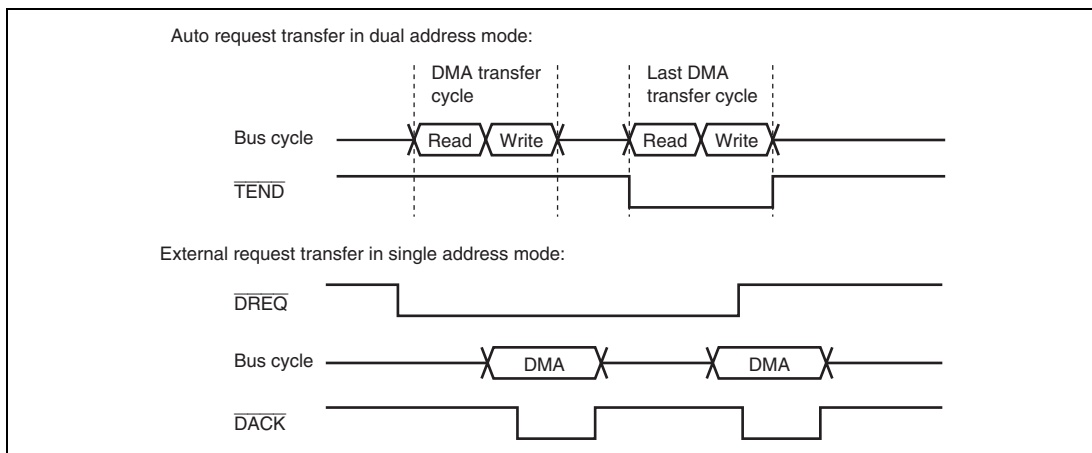 Auto request transfer in dual address mode:
DMA transfer
cycle
Last DMA
transfer cycle
Bus cycle
Read
Write
Read
Write
TEND
External request transfer in single address mode:
DREQ
Bus cycle
DMA
DMA
DACK